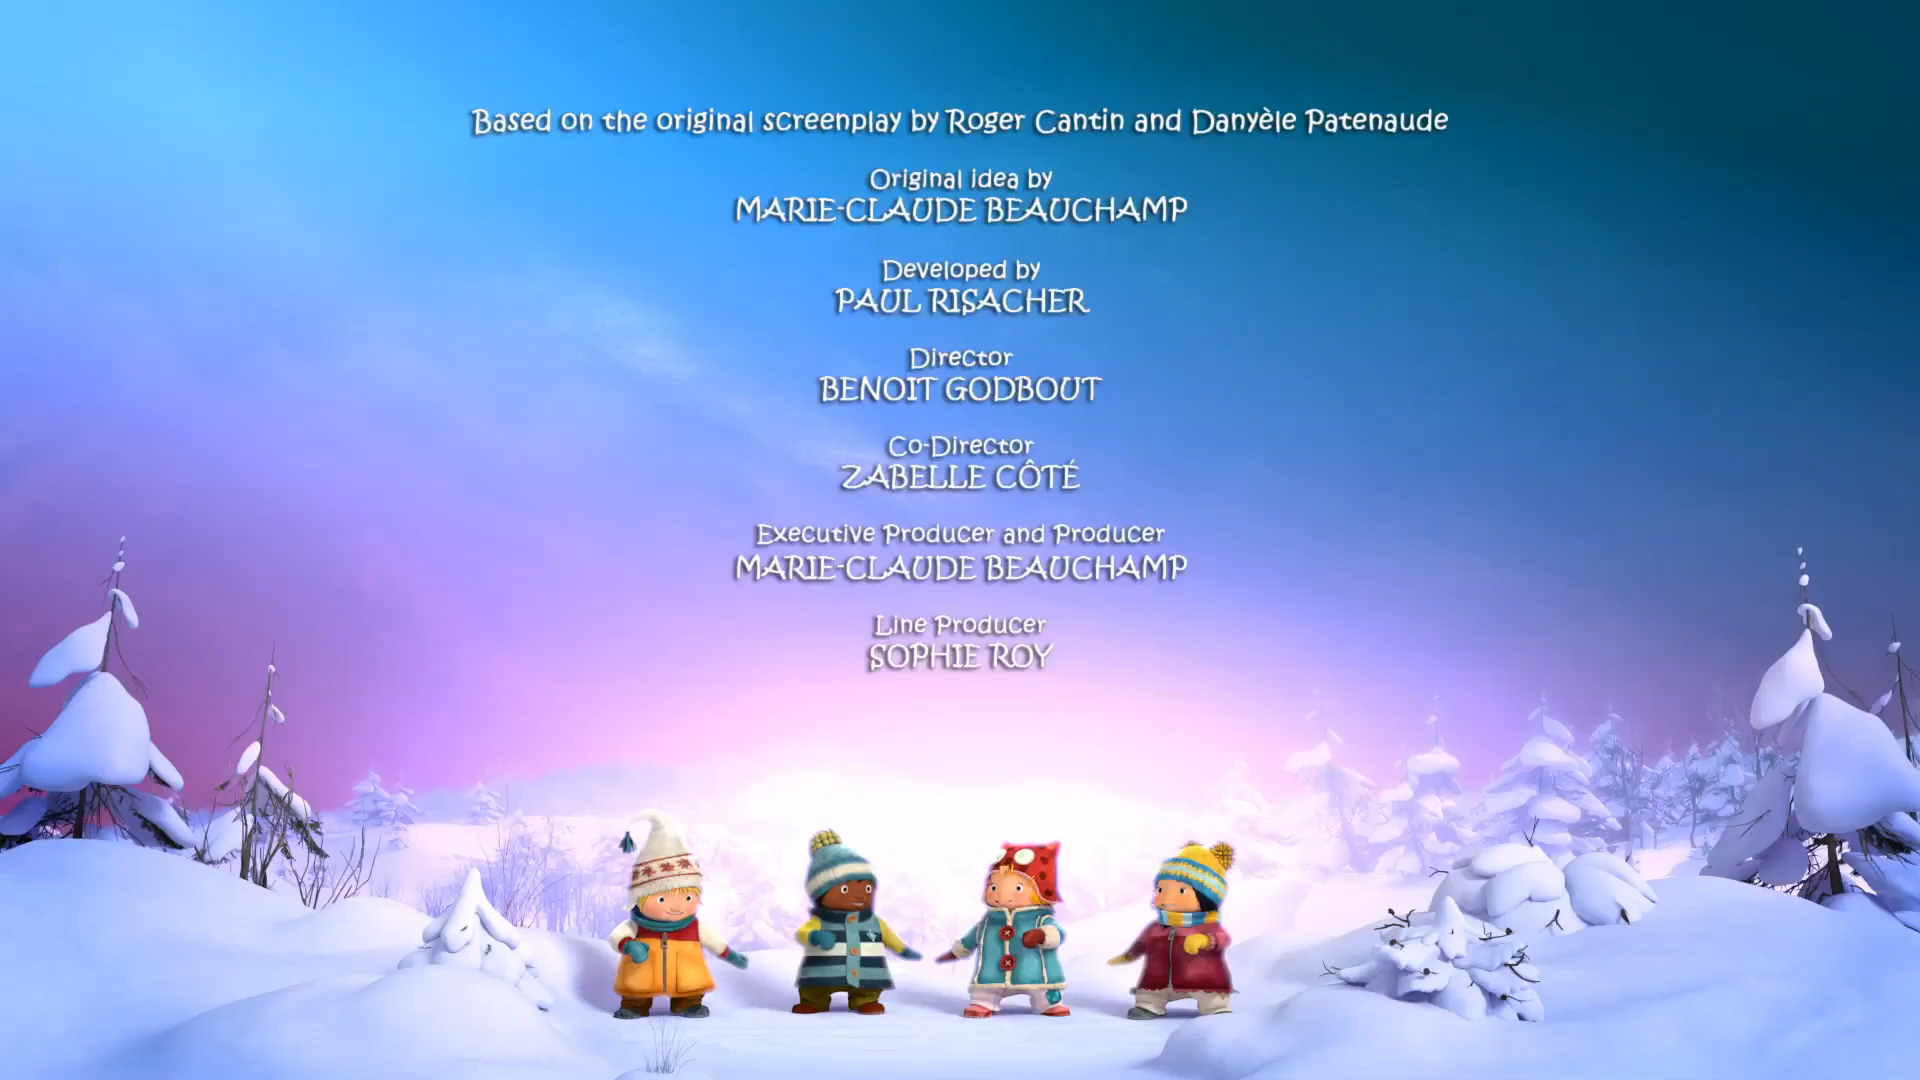 Based on the original screenplay by Roger Cantin and Danyèle Patenaude
Original idea by
MARIE-CLAUDE BEAUCHAMP
Developed by
PAUL RISACHER
Director
BENOIT GODBOUT
Co-Director
ZABELLE CÔTÉ
Executive Producer and Producer
MARIE-CLAUDE BEAUCHAMP
Line Producer
SOPHIE ROY